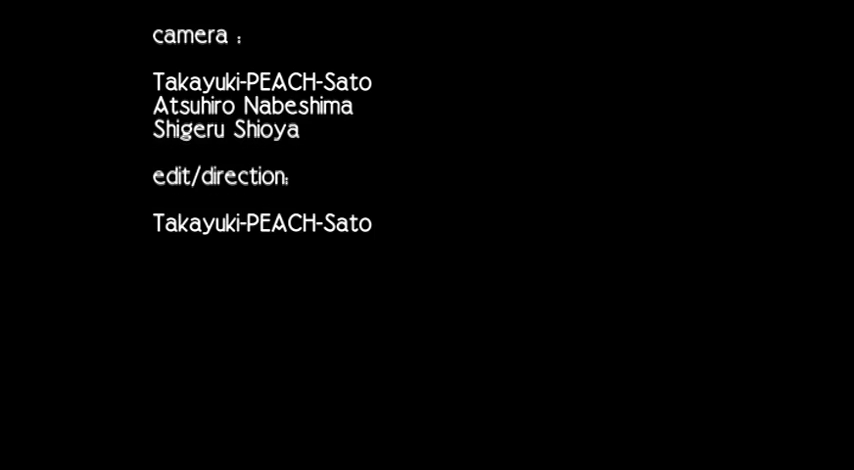 camera :
Takayuki-PEACH-Sato
Atsuhiro Nabeshima
Shigeru Shioya
edit/direction:
Takayuki-PEACH-Sato